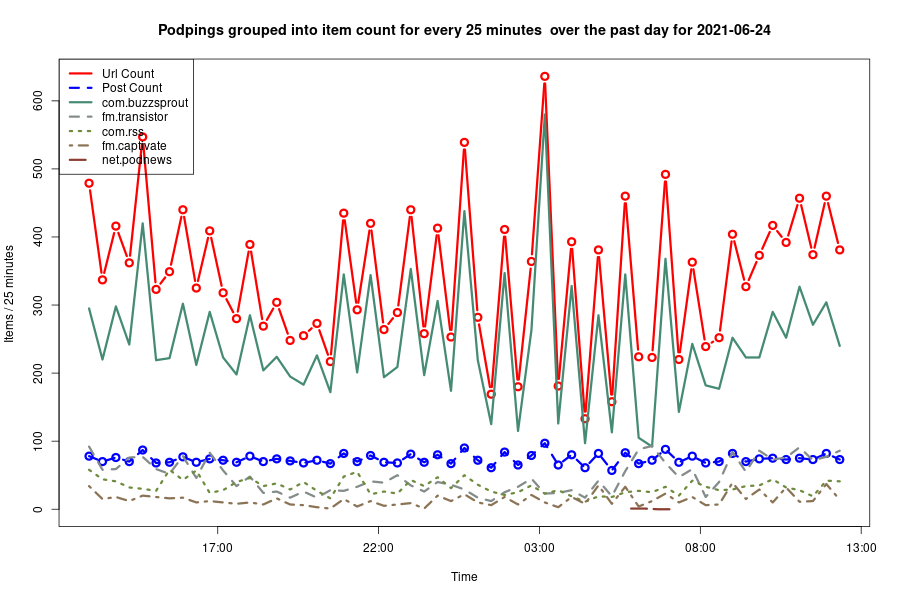 Podpings grouped into item count for every 25 minutes  over the past day for 2021-06-24
Url Count
Post Count
com.buzzsprout
fm.transistor
com.rss
fm.captivate
net.podnews
Items / 25 minutes
600
500
400
300
200
100
0
17:00 22:00 03:00 08:00 13:00
Time